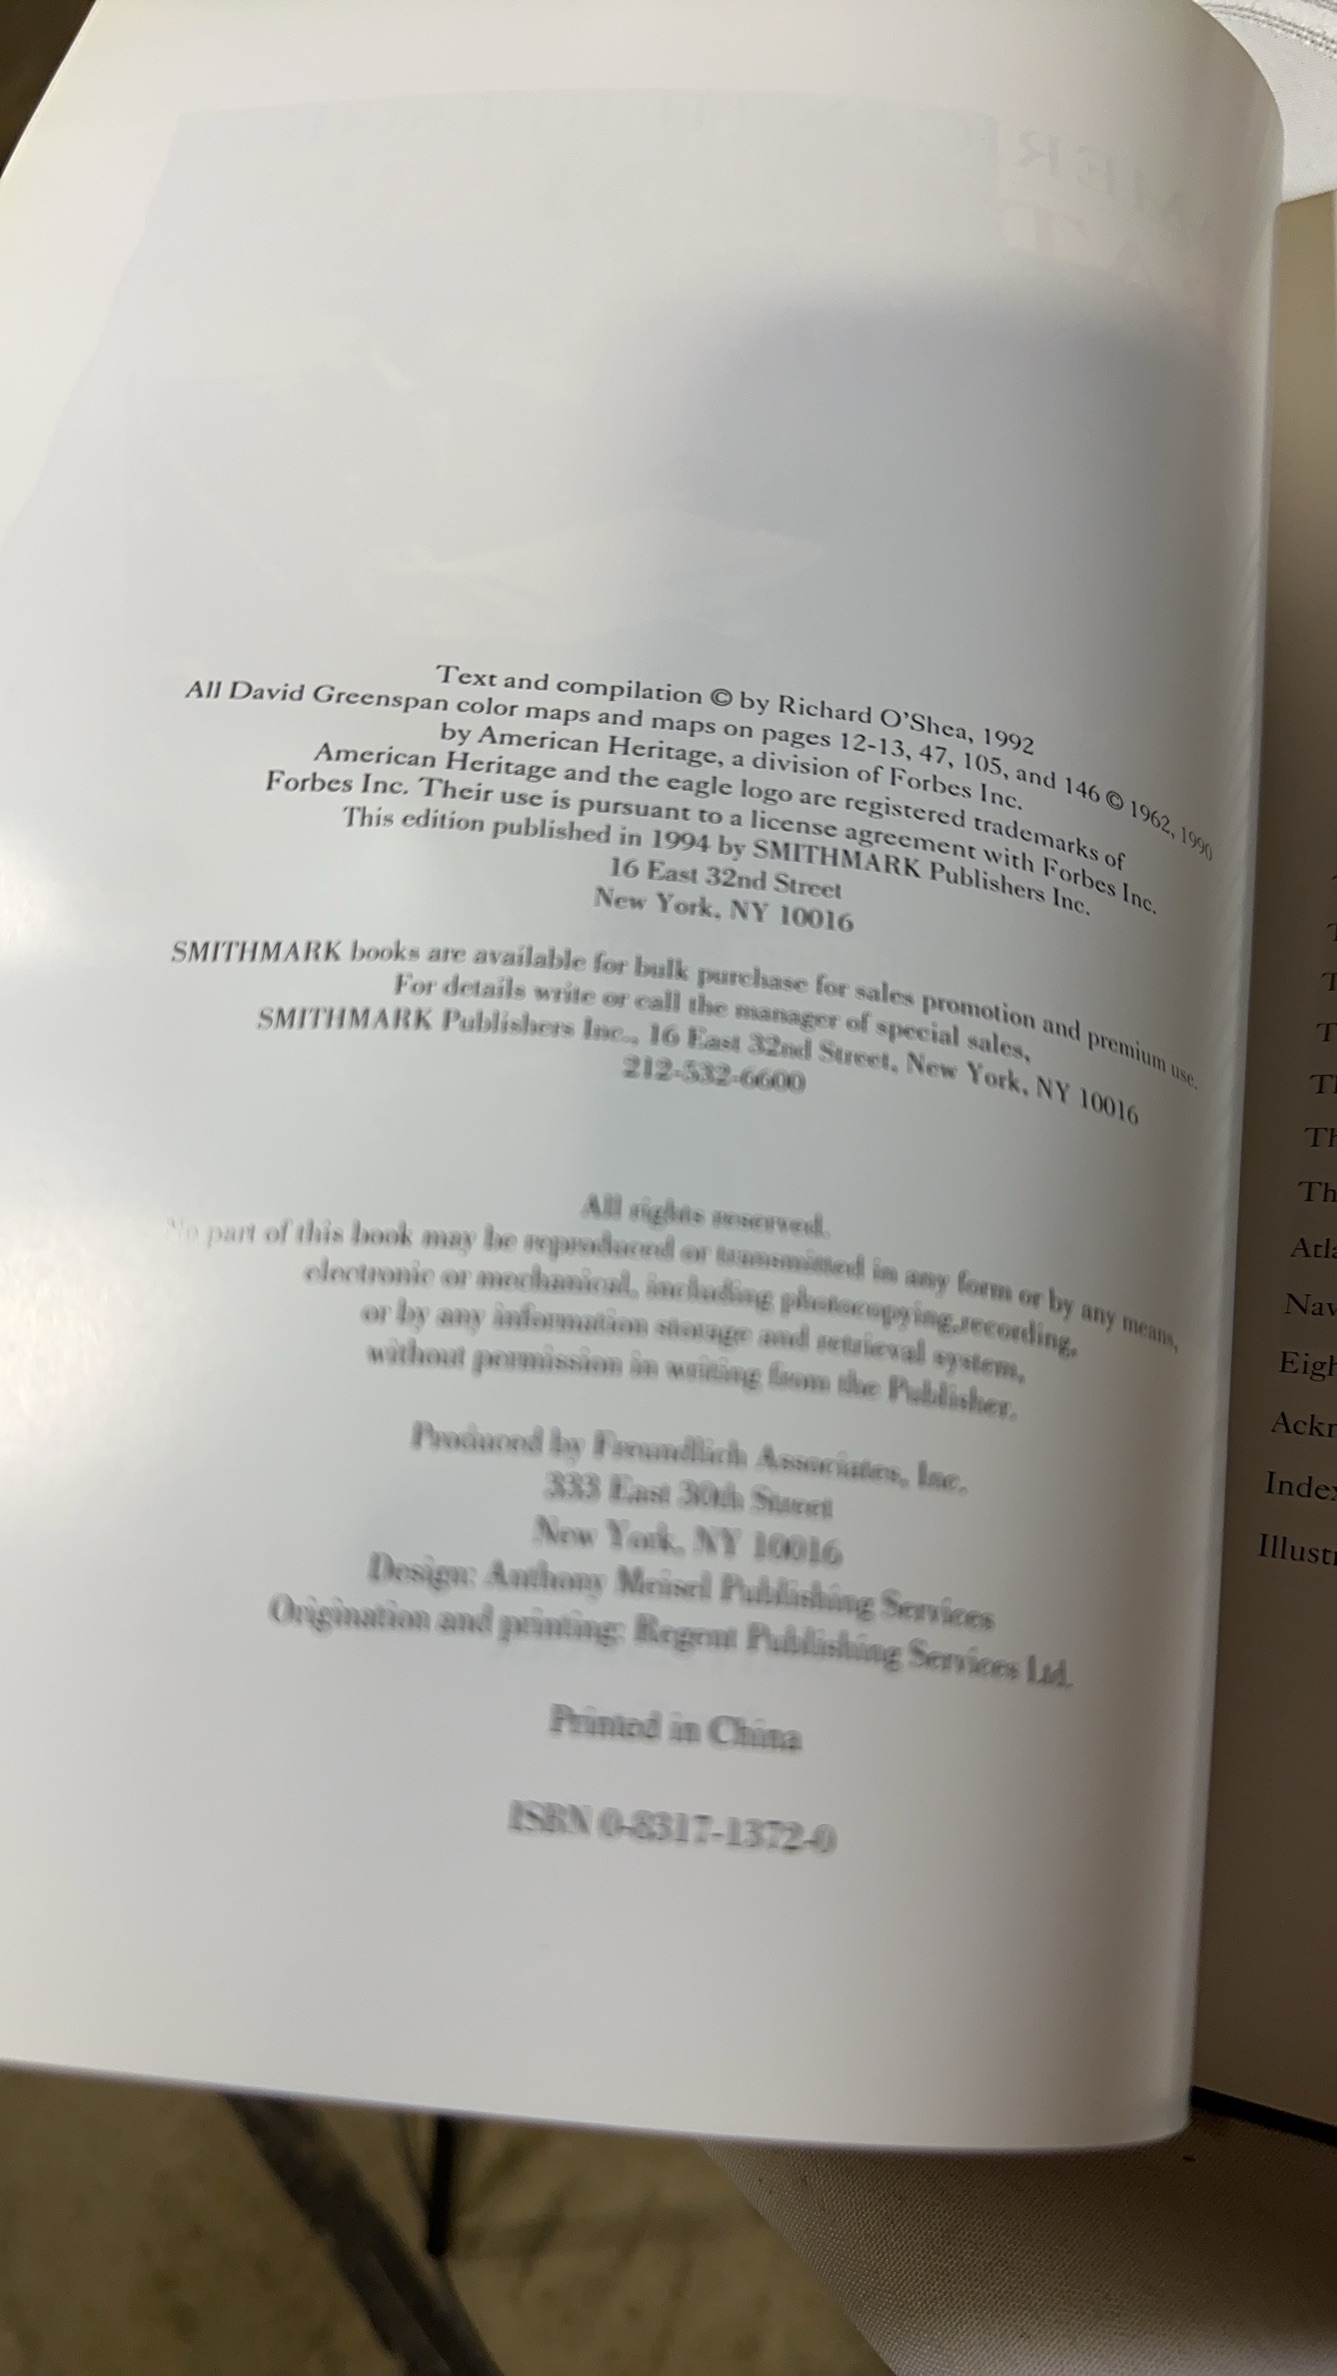 Text and compilation © by Richard O'Shea, 1992
All David Greenspan color maps and maps on pages 12-13, 47, 105, and 146 © 1962, 1990
by American Heritage, a division of Forbes Inc.
American Heritage and the eagle logo are registered trademarks of
Forbes Inc. Their use is pursuant to a license agreement with Forbes Inc.
This edition published in 1994 by SMITHMARK Publishers Inc.
16 East 32nd Street
New York, NY 10016
SMITHMARK books are available for bulk purchase for sales promotion and premium use.
For details write or call the manager of special sales,
SMITHMARK Publishers Inc., 16 East 32nd Street, New York, NY 10016
212-532-6600
All rights reserved.
No part of this book may be reproduced or transmitted in any form or by any means,
electronic or mechanical, including photocopying,recording,
or by any information storage and retrieval system,
without permission in writing from the Publisher.
Produced by Freundlich Associates, Inc.
333 East 30th Street
New York, NY 10016
Design: Anthony Meisel Publishing Services
Origination and printing: Regent Publishing Services Ltd.
Printed in China
ISBN 0-8317-1372-0
T
T
Th
Th
Th
Atla
Nav
Eigh
Ackn
Index
Illustr